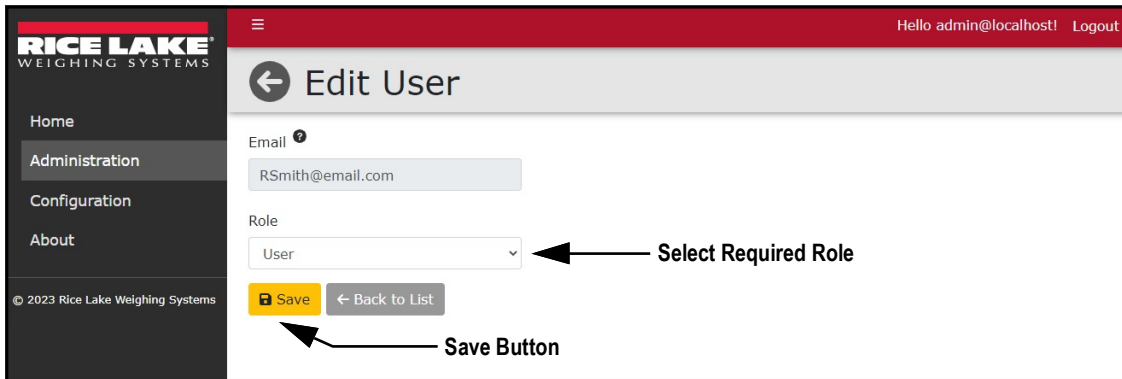 RICE LAKE®
WEIGHING SYSTEMS
Home
Administration
Configuration
About
© 2023 Rice Lake Weighing Systems
Hello admin@localhost! Logout
Edit User
Email ?
RSmith@email.com
Role
User
Select Required Role
Save ← Back to List
Save Button